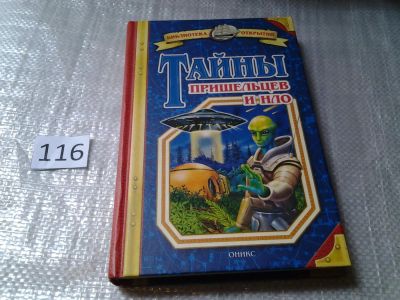 БИБЛИОТЕКА ОТКРЫТИЙ
ТАЙНЫ
ПРИШЕЛЬЦЕВ
И НЛО
116
ОНИКС